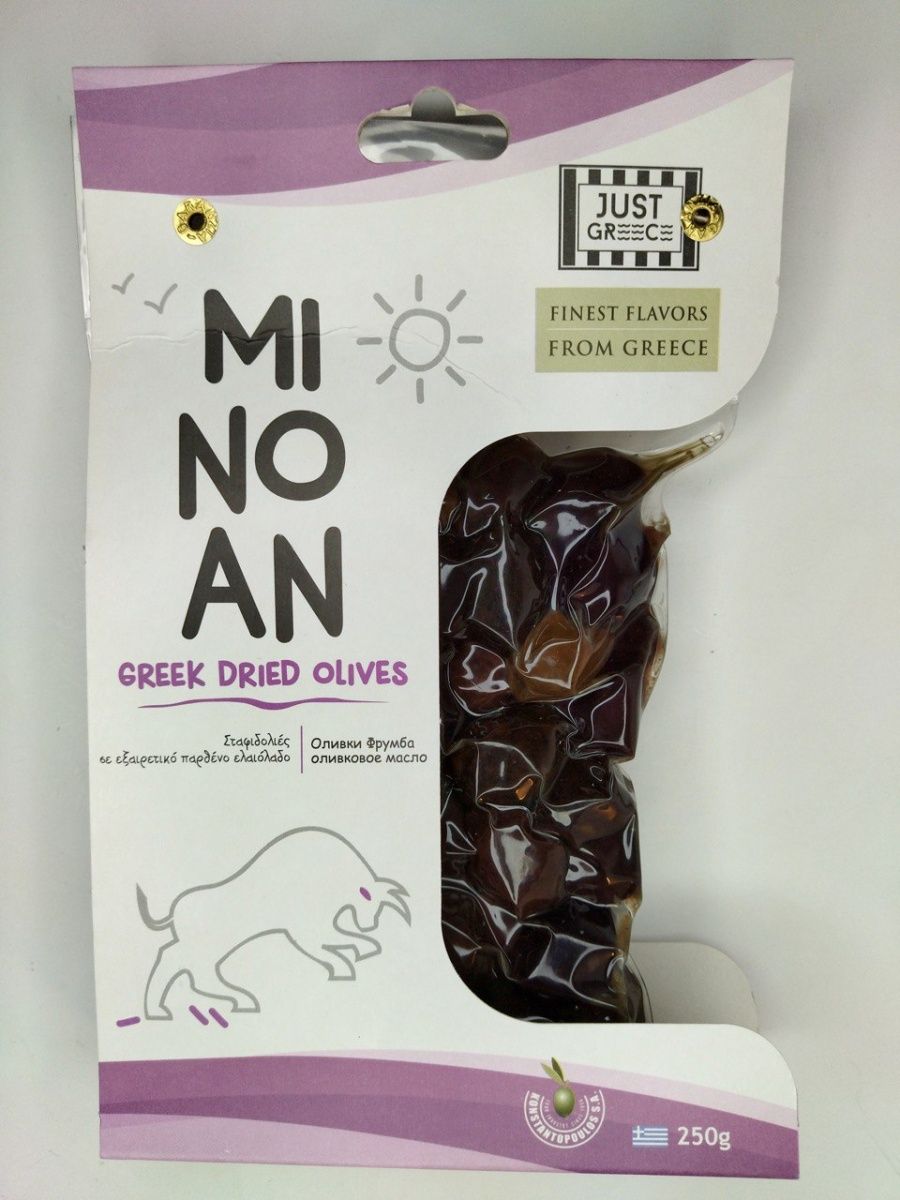 JUST
GREECE
FINEST FLAVORS
FROM GREECE
MI
NO
AN
GREEK DRIED OLIVES
Σταφιδολιές
σε εξαιρετικό παρθένο ελαιόλαδο
Оливки Фрумба
оливковое масло
KONSTANTOPOULOS S.A.
250g